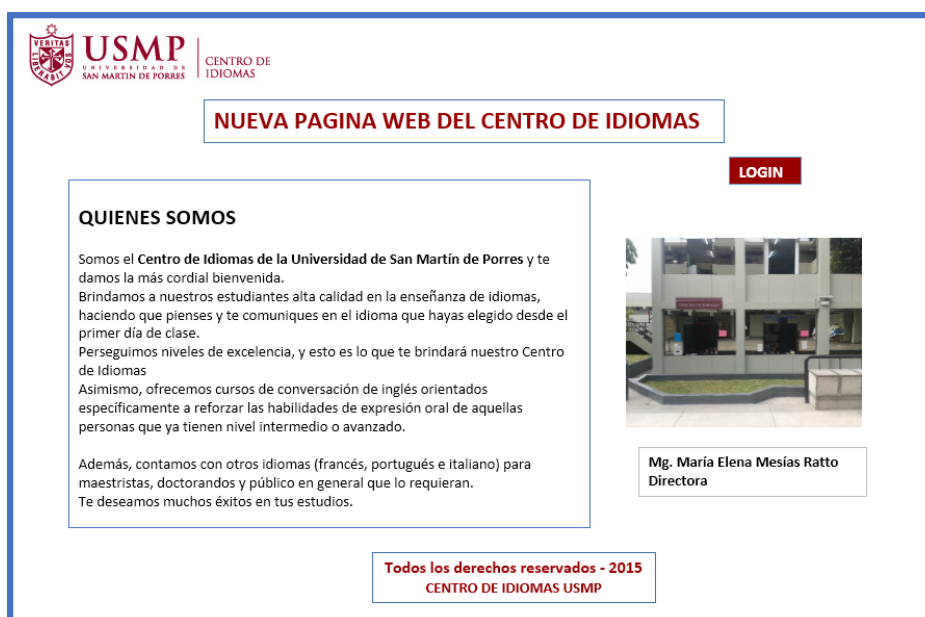 VERITAS
LIBERABIT VOS
USMP
UNIVERSIDAD DE
SAN MARTIN DE PORRES
CENTRO DE
IDIOMAS
NUEVA PAGINA WEB DEL CENTRO DE IDIOMAS
LOGIN
QUIENES SOMOS
Somos el Centro de Idiomas de la Universidad de San Martín de Porres y te
damos la más cordial bienvenida.
Brindamos a nuestros estudiantes alta calidad en la enseñanza de idiomas,
haciendo que pienses y te comuniques en el idioma que hayas elegido desde el
primer día de clase.
Perseguimos niveles de excelencia, y esto es lo que te brindará nuestro Centro
de Idiomas
Asimismo, ofrecemos cursos de conversación de inglés orientados
específicamente a reforzar las habilidades de expresión oral de aquellas
personas que ya tienen nivel intermedio o avanzado.
Además, contamos con otros idiomas (francés, portugués e italiano) para
maestristas, doctorandos y público en general que lo requieran.
Te deseamos muchos éxitos en tus estudios.
Mg. María Elena Mesías Ratto
Directora
Todos los derechos reservados - 2015
CENTRO DE IDIOMAS USMP